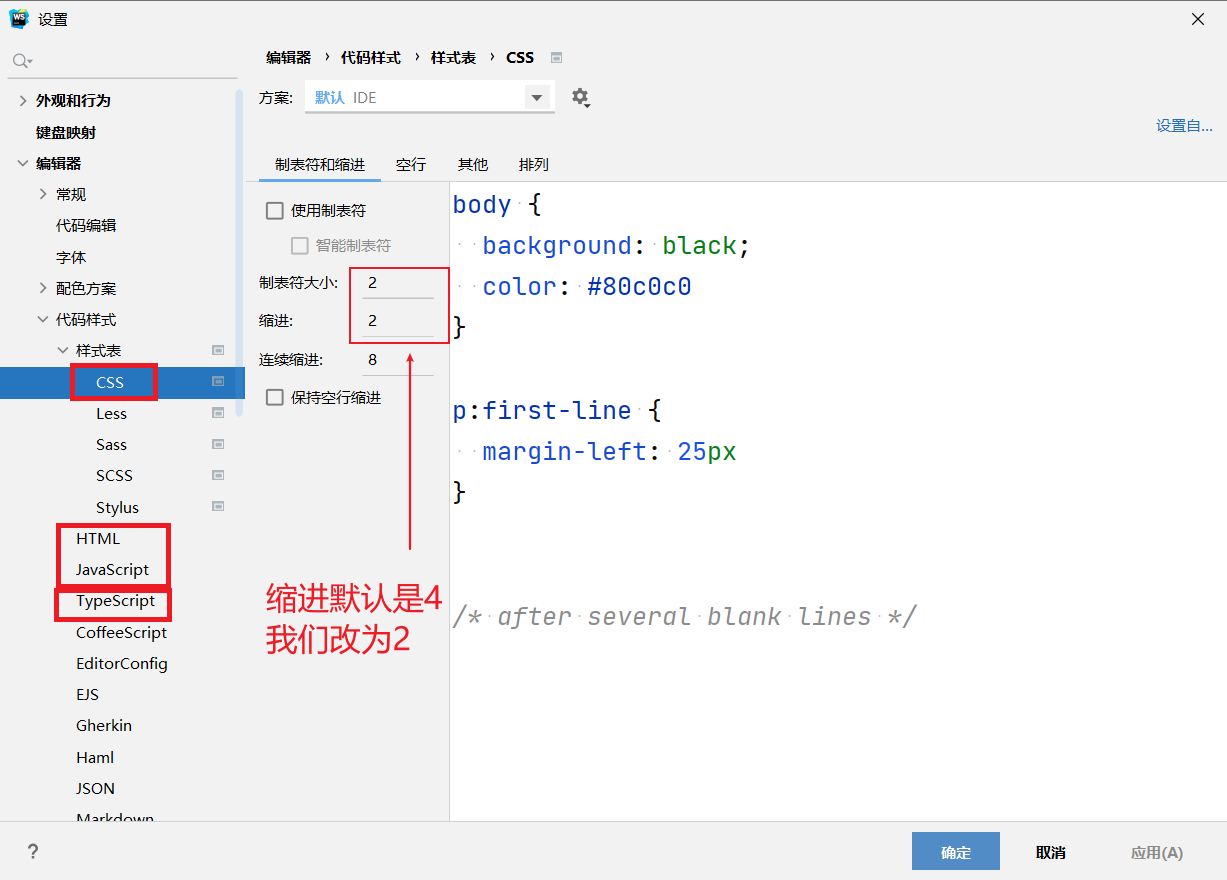 WS 设置
编辑器 › 代码样式 › 样式表 › CSS
方案: 默认 IDE
设置自...
外观和行为
键盘映射
编辑器
常规
代码编辑
字体
配色方案
代码样式
样式表
CSS
Less
Sass
SCSS
Stylus
HTML
JavaScript
TypeScript
CoffeeScript
EditorConfig
EJS
Gherkin
Haml
JSON
Markdown
制表符和缩进 空行 其他 排列
使用制表符
智能制表符
制表符大小: 2
缩进: 2
连续缩进: 8
保持空行缩进
缩进默认是4
我们改为2
body {
background: black;
color: #80c0c0
}
p:first-line {
margin-left: 25px
}
/* after several blank lines */
? 确定 取消 应用(A)